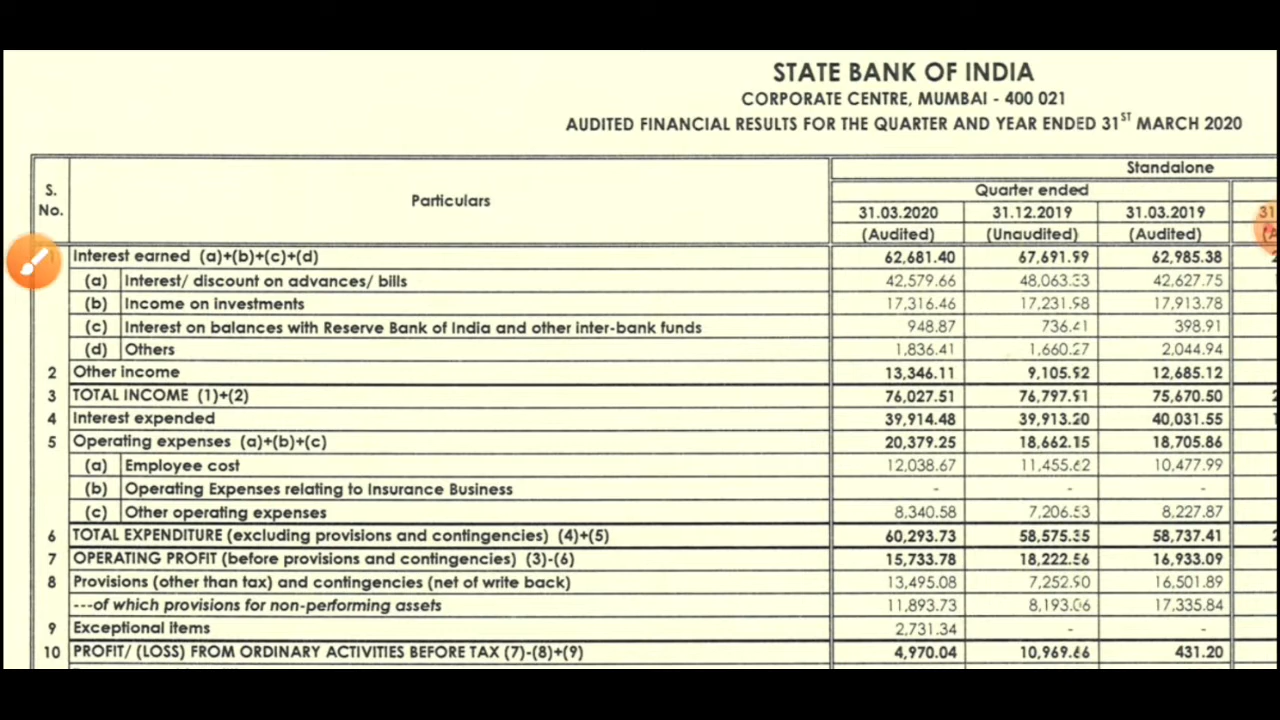 STATE BANK OF INDIA
CORPORATE CENTRE, MUMBAI - 400 021
AUDITED FINANCIAL RESULTS FOR THE QUARTER AND YEAR ENDED 31ST MARCH 2020
S. No. Particulars Standalone
Quarter ended
31.03.2020 31.12.2019 31.03.2019 31
(Audited) (Unaudited) (Audited) (A
Interest earned (a)+(b)+(c)+(d) 62,681.40 67,691.99 62,985.38
(a) Interest/ discount on advances/ bills 42,579.66 48,063.33 42,627.75
(b) Income on investments 17,316.46 17,231.98 17,913.78
(c) Interest on balances with Reserve Bank of India and other inter-bank funds 948.87 736.41 398.91
(d) Others 1,836.41 1,660.27 2,044.94
2 Other income 13,346.11 9,105.92 12,685.12
3 TOTAL INCOME (1)+(2) 76,027.51 76,797.91 75,670.50
4 Interest expended 39,914.48 39,913.20 40,031.55
5 Operating expenses (a)+(b)+(c) 20,379.25 18,662.15 18,705.86
(a) Employee cost 12,038.67 11,455.62 10,477.99
(b) Operating Expenses relating to Insurance Business - - -
(c) Other operating expenses 8,340.58 7,206.53 8,227.87
6 TOTAL EXPENDITURE (excluding provisions and contingencies) (4)+(5) 60,293.73 58,575.35 58,737.41
7 OPERATING PROFIT (before provisions and contingencies) (3)-(6) 15,733.78 18,222.56 16,933.09
8 Provisions (other than tax) and contingencies (net of write back) 13,495.08 7,252.90 16,501.89
---of which provisions for non-performing assets 11,893.73 8,193.06 17,335.84
9 Exceptional items 2,731.34 - -
10 PROFIT/ (LOSS) FROM ORDINARY ACTIVITIES BEFORE TAX (7)-(8)+(9) 4,970.04 10,969.66 431.20